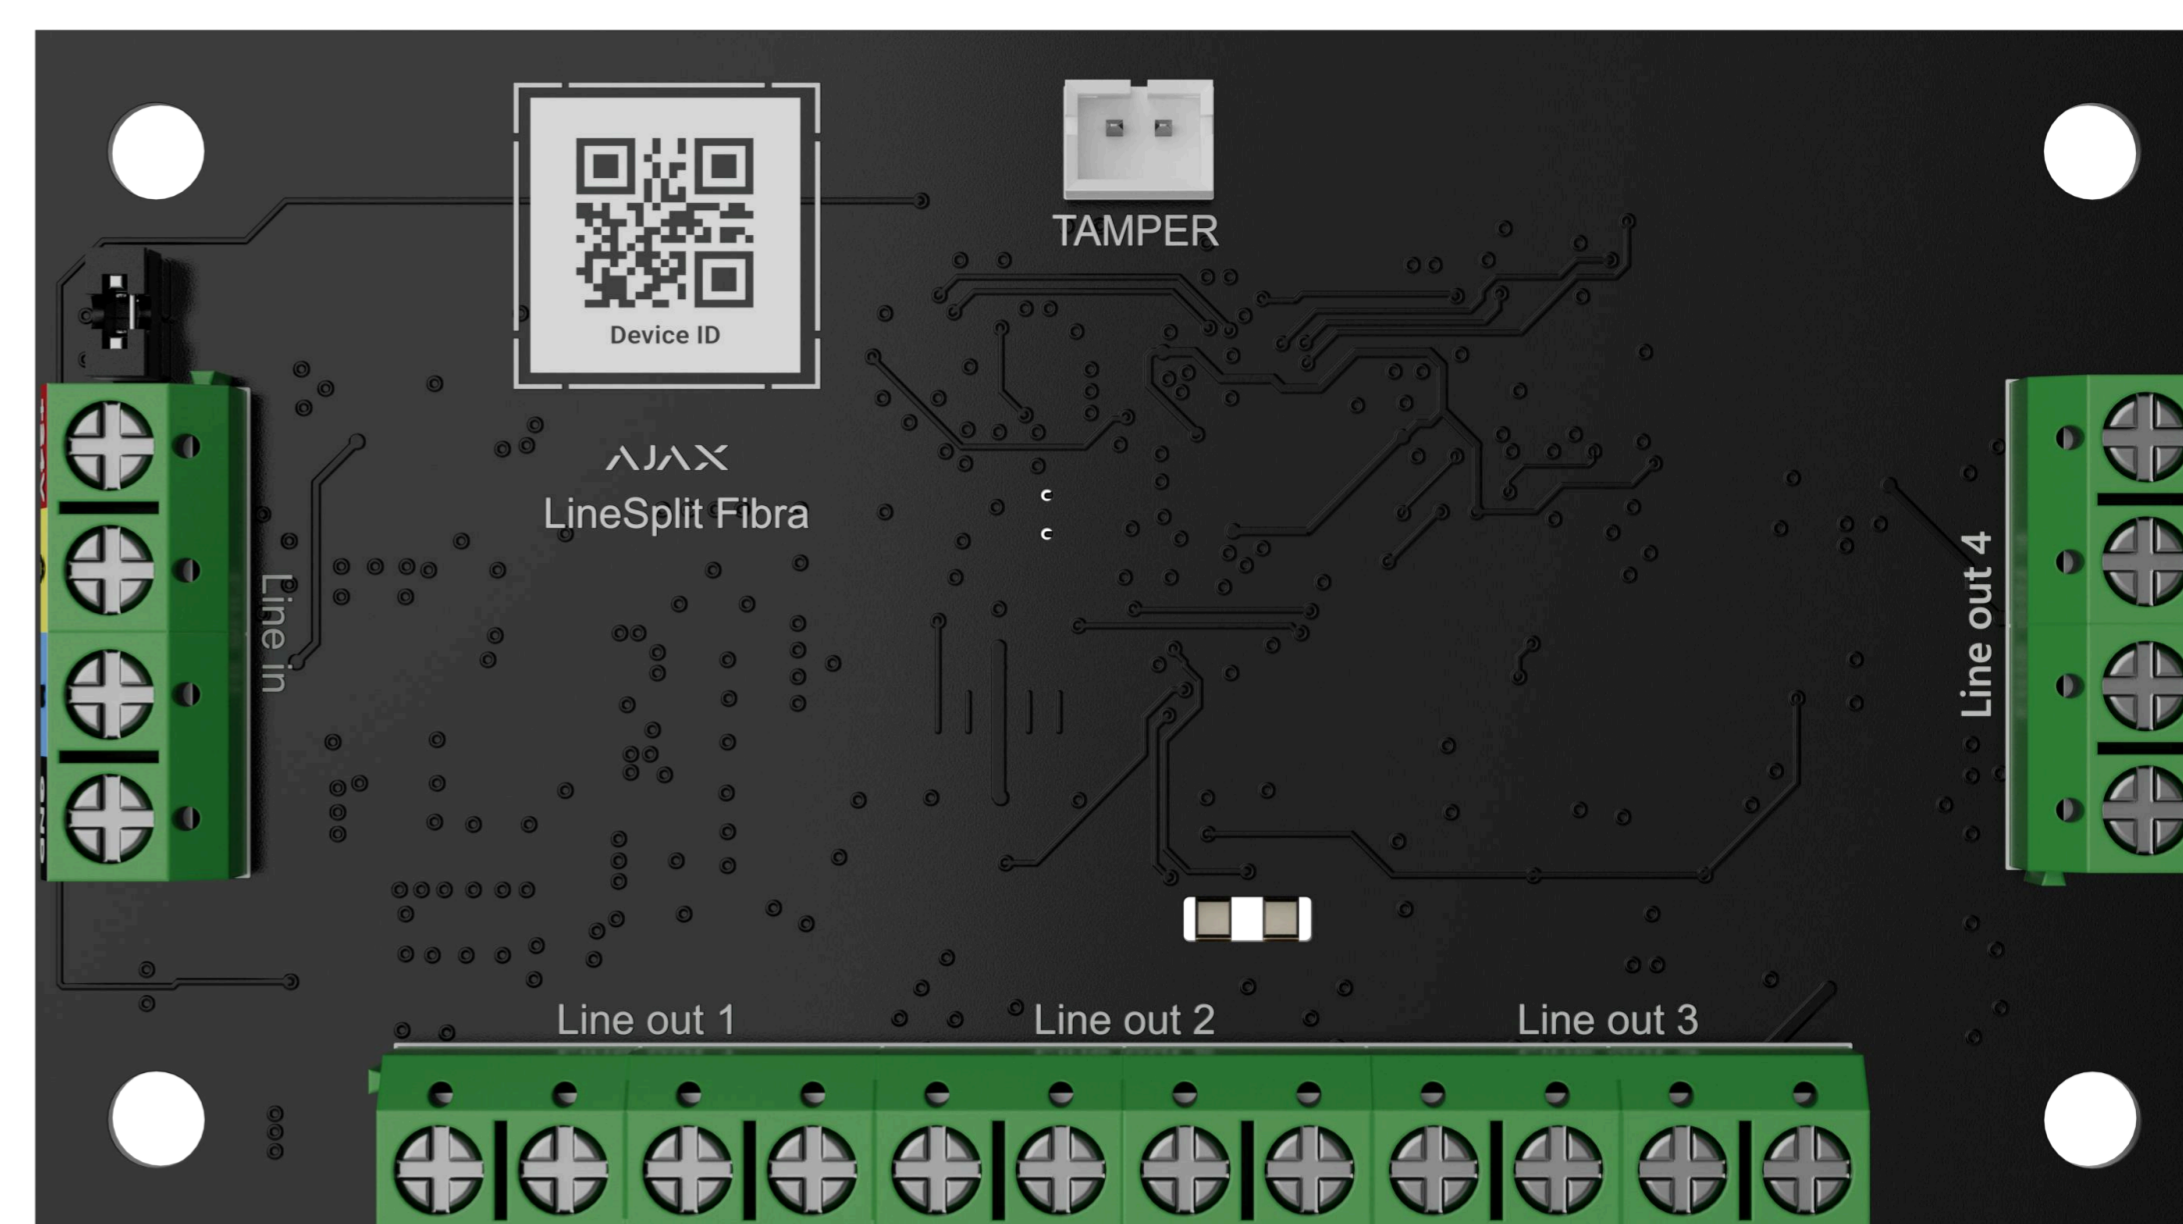 Device ID
TAMPER
AJAX
LineSplit Fibra
Line in
Line out 4
Line out 1
Line out 2
Line out 3